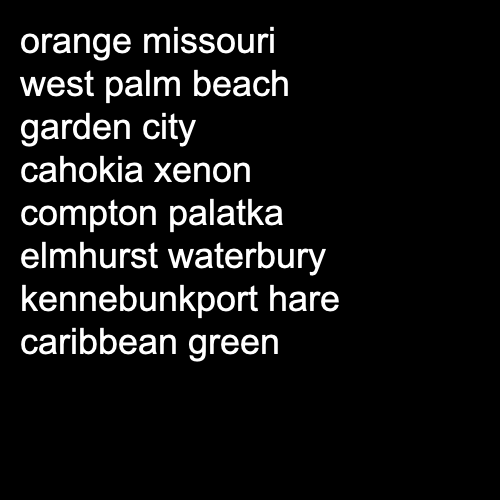 orange missouri
west palm beach
garden city
cahokia xenon
compton palatka
elmhurst waterbury
kennebunkport hare
caribbean green